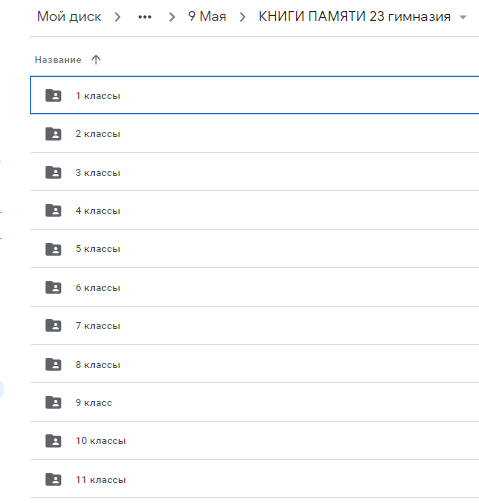 Мой диск > ••• > 9 Мая > КНИГИ ПАМЯТИ 23 гимназия
Название ↑
1 классы
2 классы
3 классы
4 классы
5 классы
6 классы
7 классы
8 классы
9 класс
10 классы
11 классы